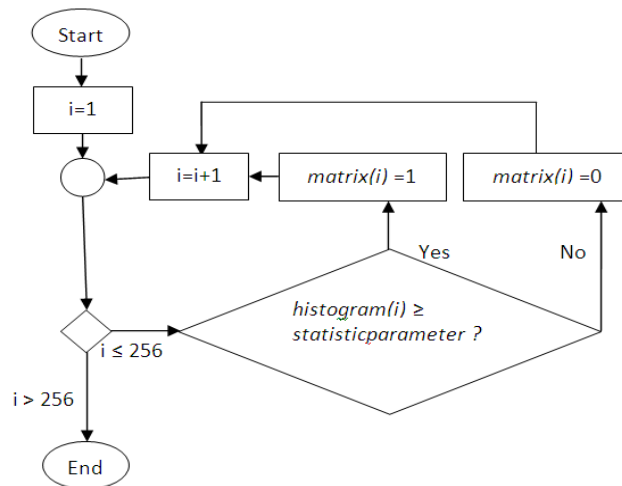 Start
i=1
i=i+1
matrix(i) =1
matrix(i) =0
Yes
No
histogram(i) ≥
statisticparameter ?
i ≤ 256
i > 256
End